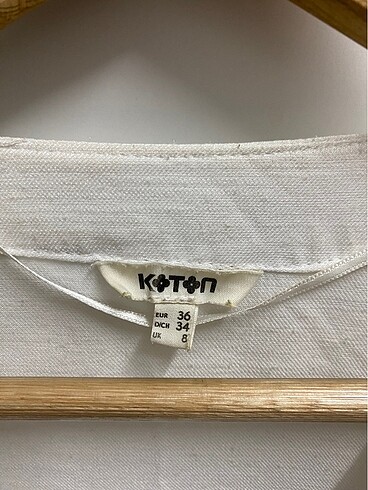 KOTON
EUR 36
D/CH 34
UK 8